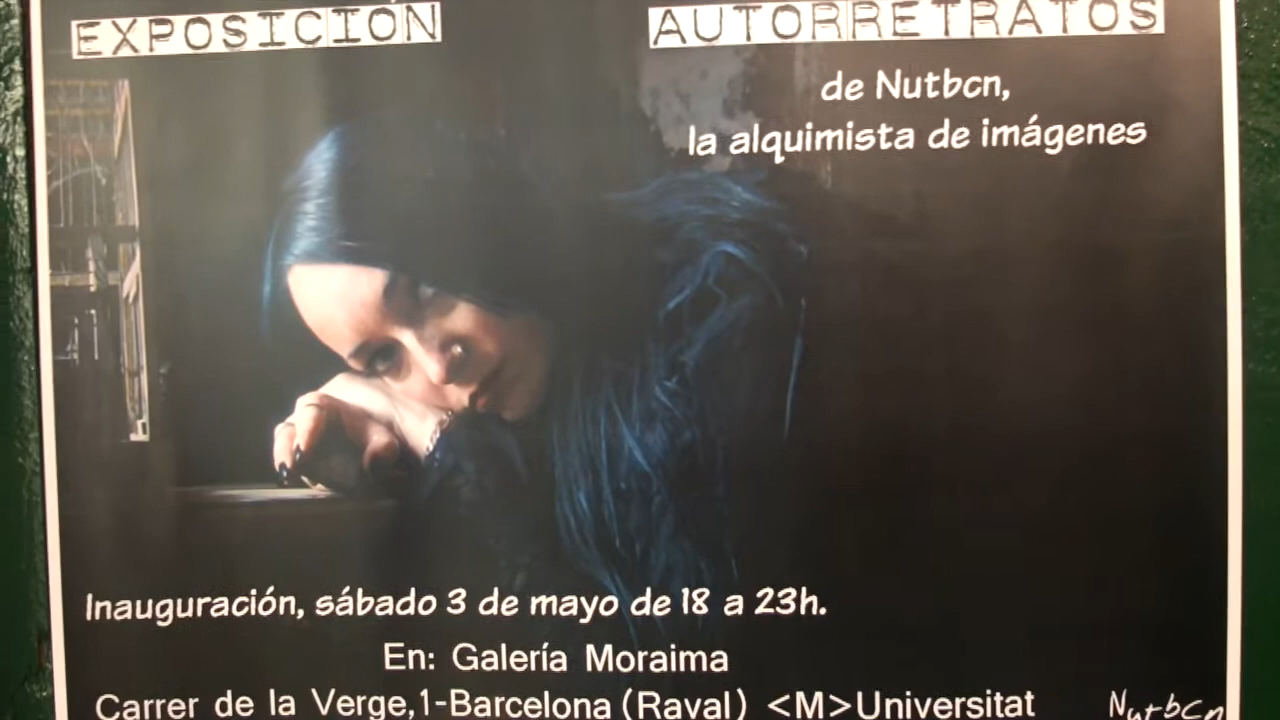 EXPOSICIÓN
AUTORRETRATOS
de Nutbcn,
la alquimista de imágenes
Inauguración, sábado 3 de mayo de 18 a 23h.
En: Galería Moraima
Carrer de la Verge,1-Barcelona (Raval) <M>Universitat
Nutbcn